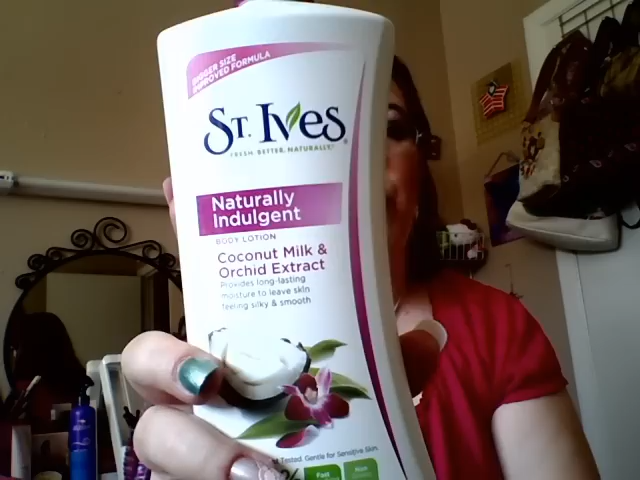 BIGGER SIZE
IMPROVED FORMULA
ST. IVES
FRESH. BETTER. NATURALLY.
Naturally
Indulgent
BODY LOTION
Coconut Milk &
Orchid Extract
Provides long-lasting
moisture to leave skin
feeling silky & smooth
Tested. Gentle for Sensitive Skin.
%